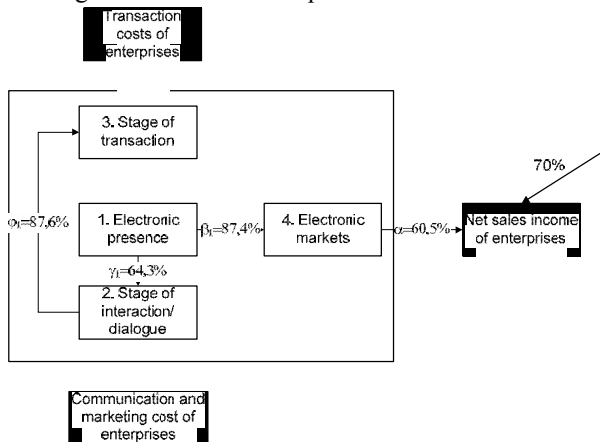 Transaction
costs of
enterprises
3. Stage of
transaction
70%
φ₁=87,6%
1. Electronic
presence
β₁=87,4%
4. Electronic
markets
α=60,5%
Net sales income
of enterprises
γ₁=64,3%
2. Stage of
interaction/
dialogue
Communication and
marketing cost of
enterprises